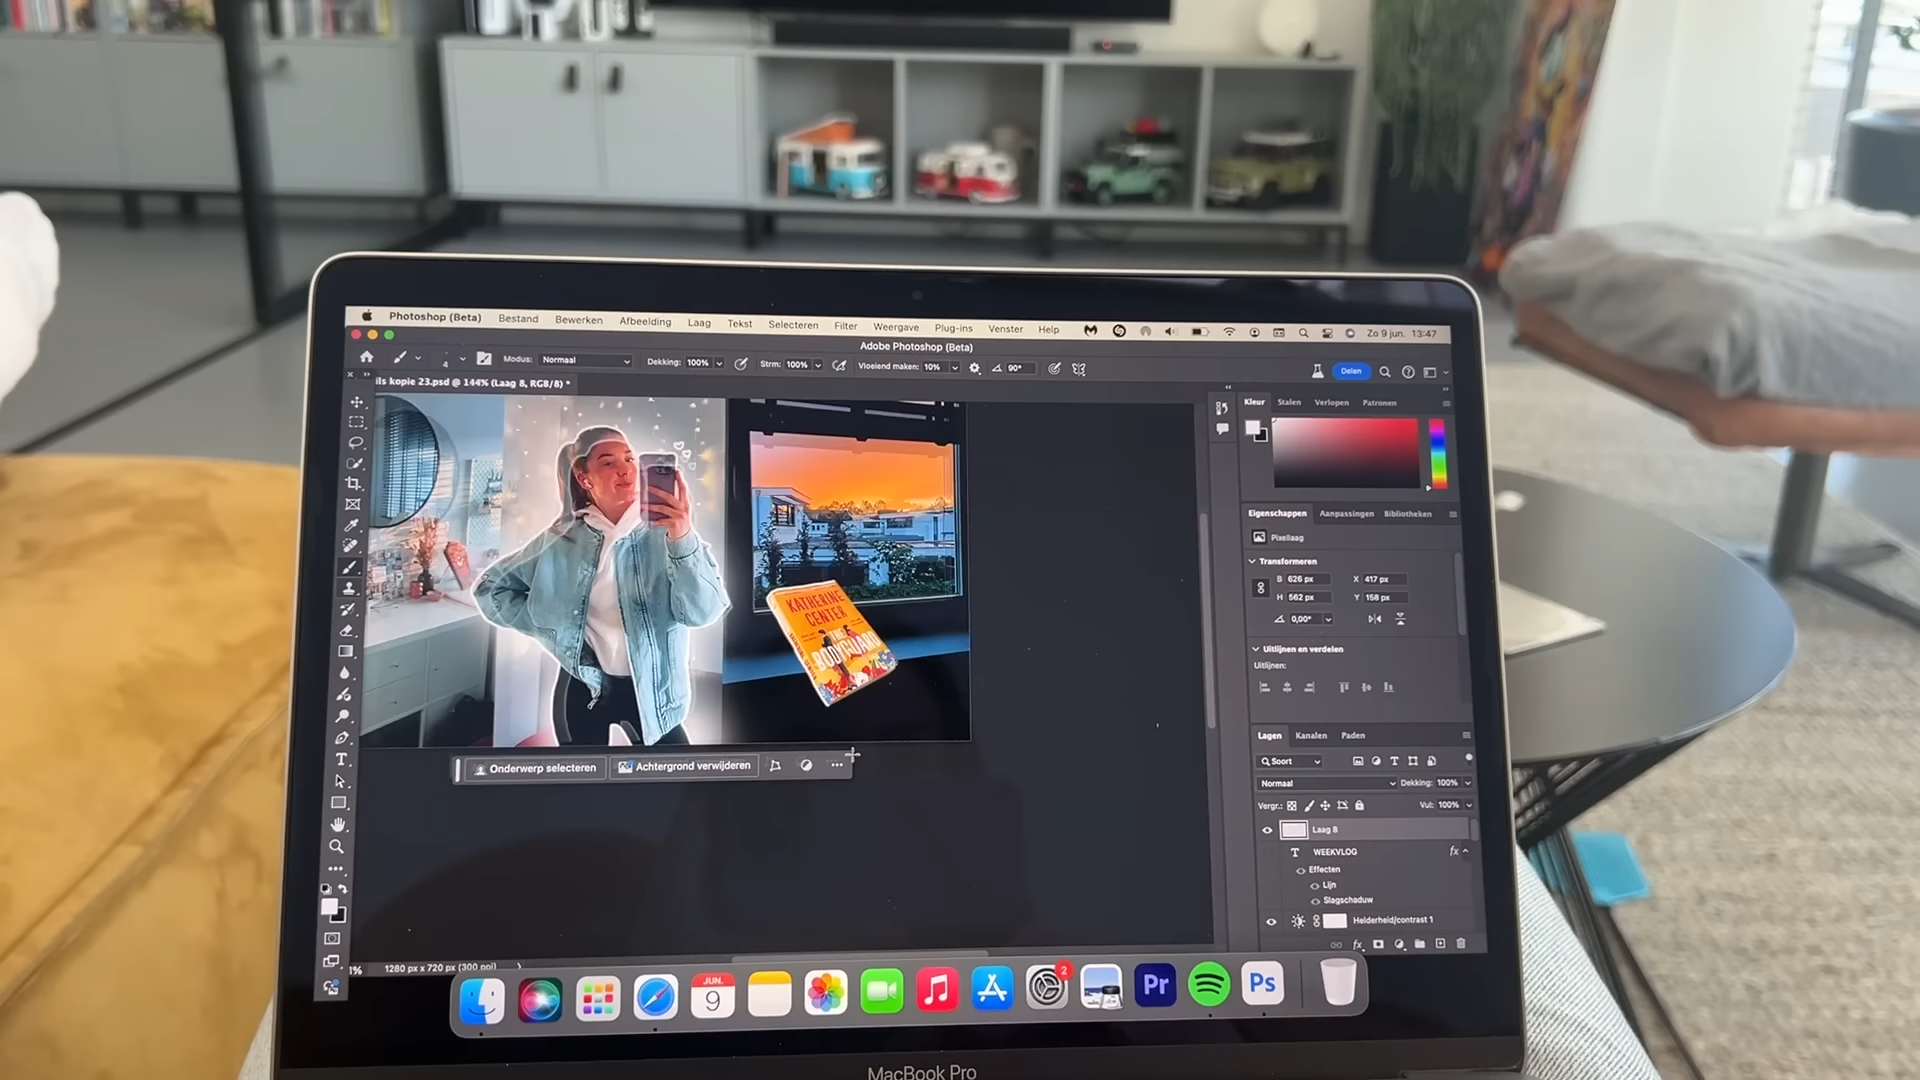 Photoshop (Beta) Bestand Bewerken Afbeelding Laag Tekst Selecteren Filter Weergave Plug-ins Venster Help Zo 9 jun. 13:47
Adobe Photoshop (Beta)
4 Modus: Normaal Dekking: 100% Strm: 100% Vloeiend maken: 10% 90° Delen
ils kopie 23.psd @ 144% (Laag 8, RGB/8) *
Kleur Stalen Verlopen Patronen
Eigenschappen Aanpassingen Bibliotheken
Pixellaag
Transformeren
B 626 px X 417 px
H 562 px Y 158 px
0,00°
Uitlijnen en verdelen
Uitlijnen:
KATHERINE
CENTER
THE
BODYGUARD
Onderwerp selecteren Achtergrond verwijderen
Lagen Kanalen Paden
Soort
Normaal Dekking: 100%
Vergr.: Vul: 100%
Laag 8
T WEEKVLOG fx
Effecten
Lijn
Slagschaduw
Helderheid/contrast 1
1% 1280 px x 720 px (300 ppi)
JUN.
9
2
Pr
Ps
MacBook Pro